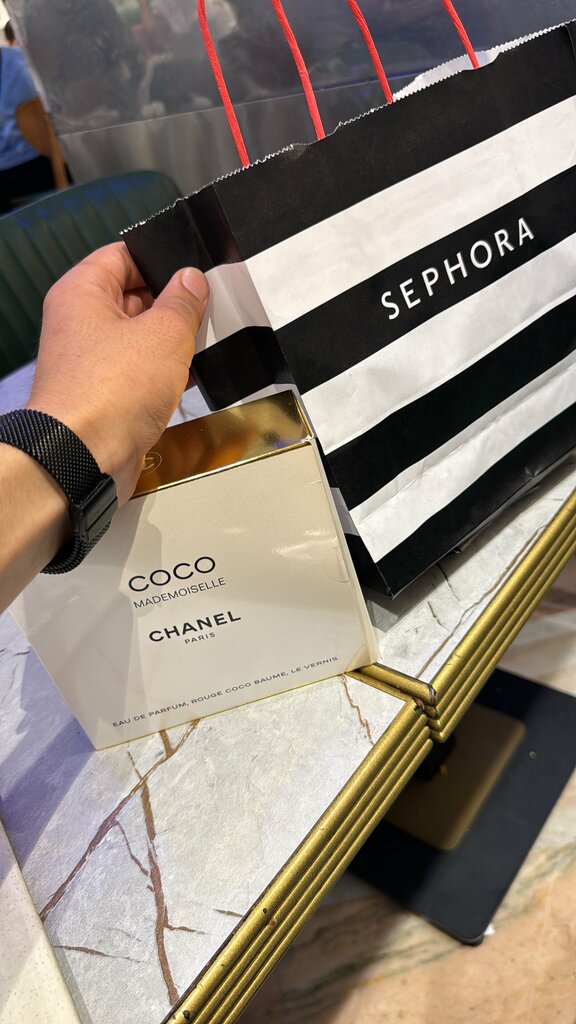 SEPHORA
COCO
MADEMOISELLE
CHANEL
PARIS
EAU DE PARFUM, ROUGE COCO BAUME, LE VERNIS